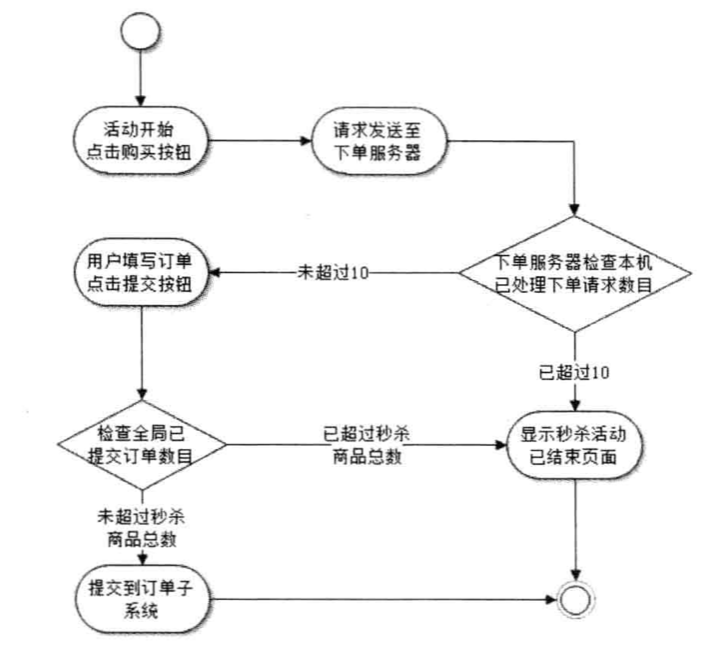 活动开始
点击购买按钮
请求发送至
下单服务器
用户填写订单
点击提交按钮
未超过10
下单服务器检查本机
已处理下单请求数目
已超过10
检查全局已
提交订单数目
已超过秒杀
商品总数
显示秒杀活动
已结束页面
未超过秒杀
商品总数
提交到订单子
系统